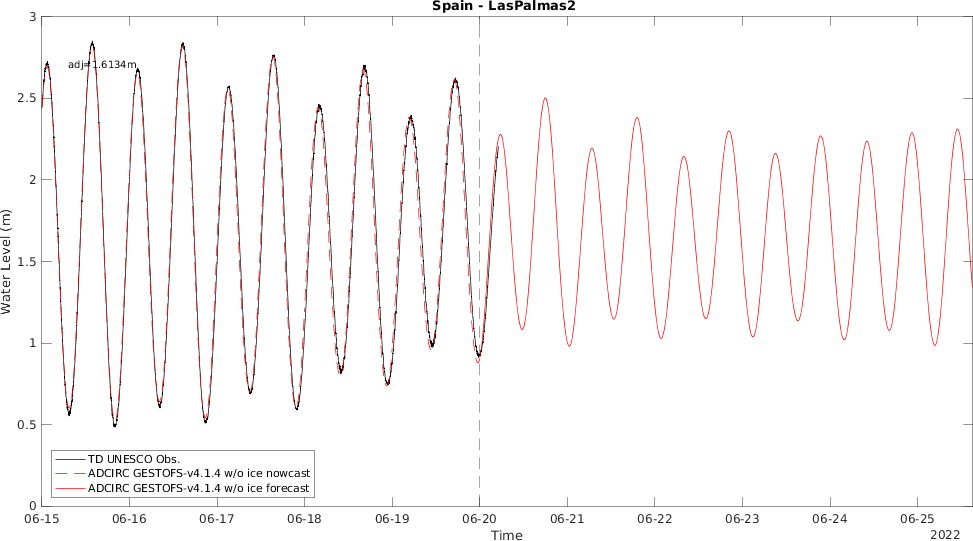 Spain - LasPalmas2
3
adj=1.6134m
2.5
2
1.5
1
0.5
0
Water Level (m)
TD UNESCO Obs.
ADCIRC GESTOFS-v4.1.4 w/o ice nowcast
ADCIRC GESTOFS-v4.1.4 w/o ice forecast
06-15 06-16 06-17 06-18 06-19 06-20 06-21 06-22 06-23 06-24 06-25
Time
2022